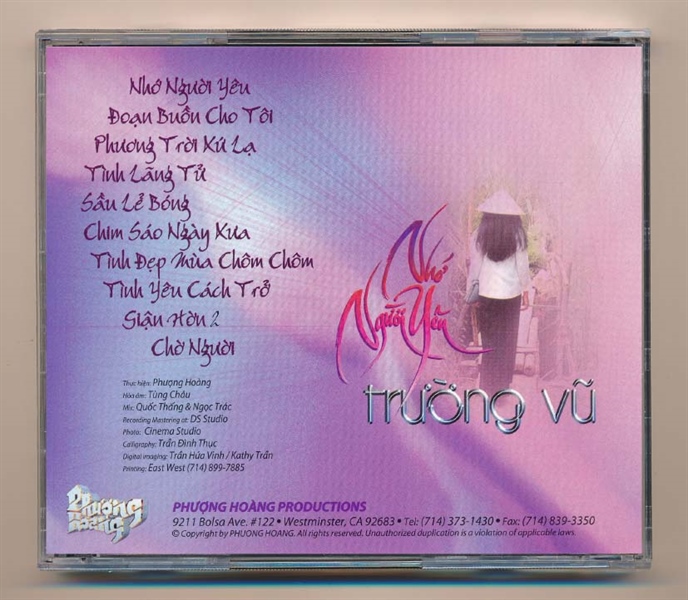 Nhớ Người Yêu
Đoạn Buồn Cho Tôi
Phương Trời Xứ Lạ
Tình Lãng Tử
Sầu Lẻ Bóng
Chim Sáo Ngày Xưa
Tình Đẹp Mùa Chôm Chôm
Tình Yêu Cách Trở
Giận Hờn 2
Chờ Người
Thực hiện: Phượng Hoàng
Hòa âm: Tùng Châu
Mix: Quốc Thắng & Ngọc Trác
Recording Mastering at: DS Studio
Photo: Cinema Studio
Calligraphy: Trần Đình Thục
Digital imaging: Trần Hứa Vinh / Kathy Trần
Printing: East West (714) 899-7885
Nhớ
Người Yêu
trường vũ
Phượng
Hoàng
PHƯỢNG HOÀNG PRODUCTIONS
9211 Bolsa Ave. #122 • Westminster, CA 92683 • Tel: (714) 373-1430 • Fax: (714) 839-3350
© Copyright by PHUONG HOANG. All rights reserved. Unauthorized duplication is a violation of applicable laws.